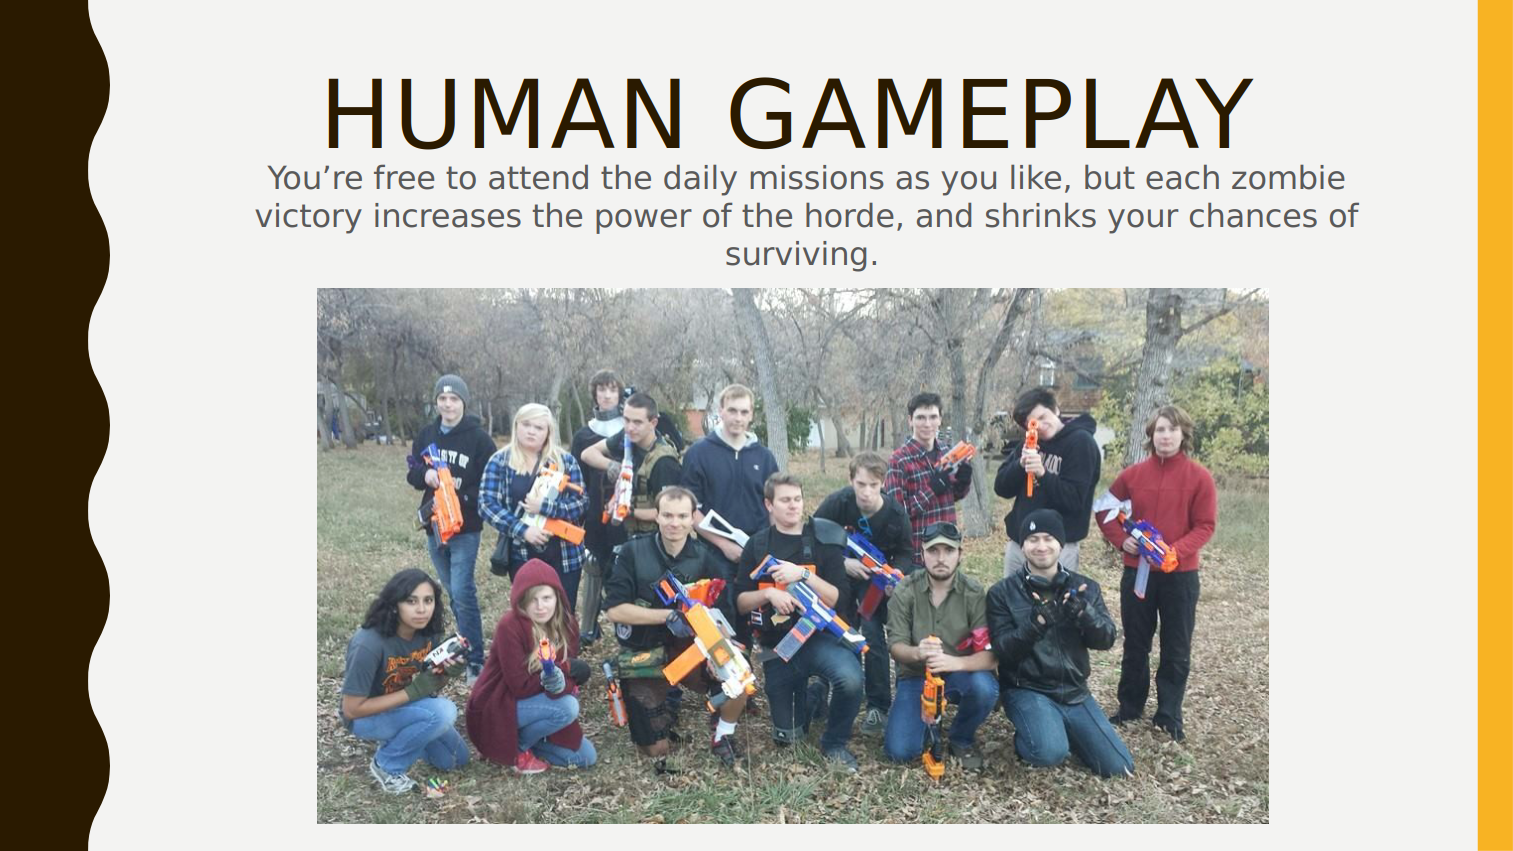 HUMAN GAMEPLAY
You’re free to attend the daily missions as you like, but each zombie
victory increases the power of the horde, and shrinks your chances of
surviving.